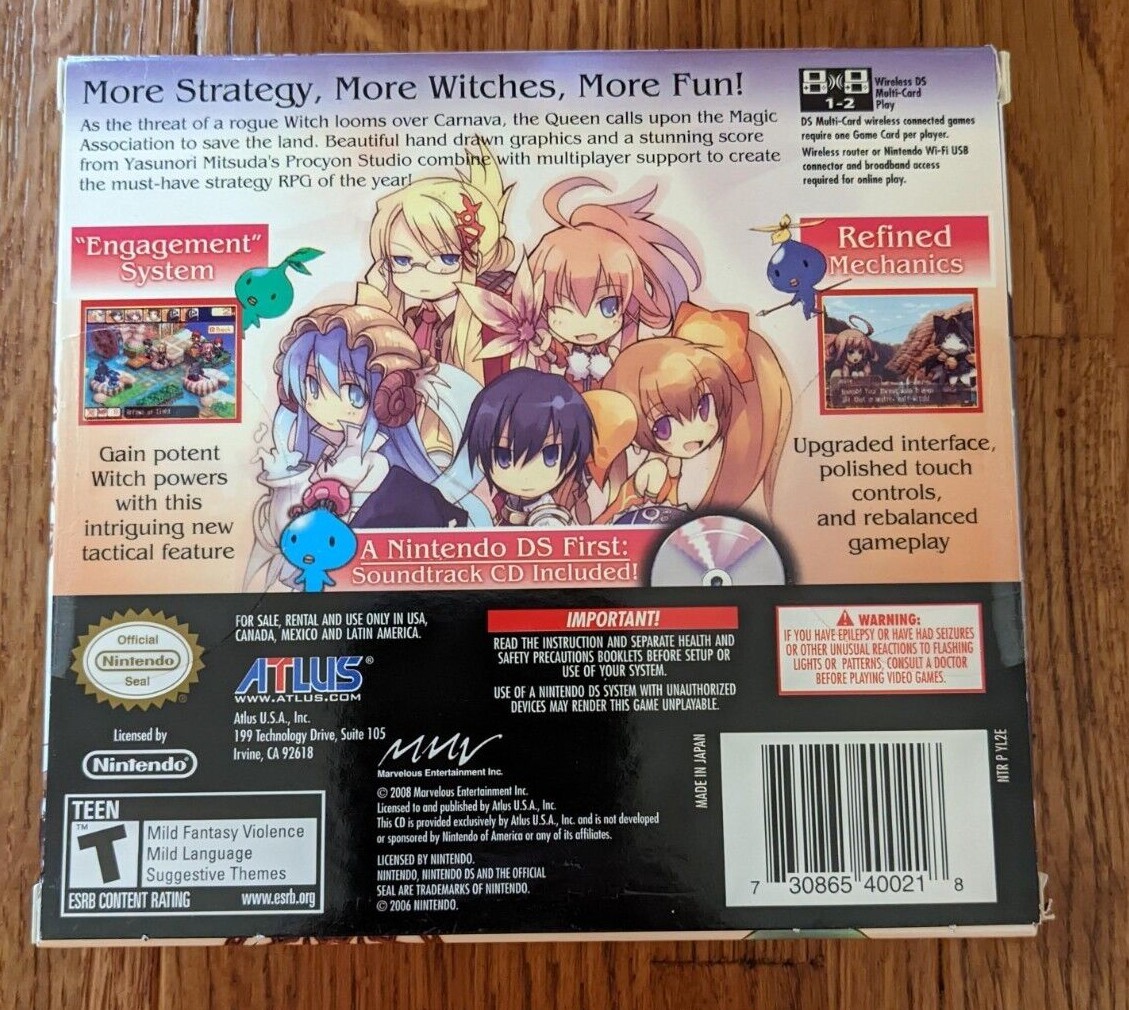 More Strategy, More Witches, More Fun!
As the threat of a rogue Witch looms over Carnava, the Queen calls upon the Magic
Association to save the land. Beautiful hand drawn graphics and a stunning score
from Yasunori Mitsuda's Procyon Studio combine with multiplayer support to create
the must-have strategy RPG of the year!
1-2
Wireless DS
Multi-Card
Play
DS Multi-Card wireless connected games
require one Game Card per player.
Wireless router or Nintendo Wi-Fi USB
connector and broadband access
required for online play.
"Engagement"
System
Gain potent
Witch powers
with this
intriguing new
tactical feature
Refined
Mechanics
Upgraded interface,
polished touch
controls,
and rebalanced
gameplay
A Nintendo DS First:
Soundtrack CD Included!
Official
Nintendo
Seal
®
Licensed by
Nintendo®
FOR SALE, RENTAL AND USE ONLY IN USA,
CANADA, MEXICO AND LATIN AMERICA.
ATLUS®
WWW.ATLUS.COM
Atlus U.S.A., Inc.
199 Technology Drive, Suite 105
Irvine, CA 92618
IMPORTANT!
READ THE INSTRUCTION AND SEPARATE HEALTH AND
SAFETY PRECAUTIONS BOOKLETS BEFORE SETUP OR
USE OF YOUR SYSTEM.
USE OF A NINTENDO DS SYSTEM WITH UNAUTHORIZED
DEVICES MAY RENDER THIS GAME UNPLAYABLE.
WARNING:
IF YOU HAVE EPILEPSY OR HAVE HAD SEIZURES
OR OTHER UNUSUAL REACTIONS TO FLASHING
LIGHTS OR PATTERNS, CONSULT A DOCTOR
BEFORE PLAYING VIDEO GAMES.
MMV
Marvelous Entertainment Inc.
© 2008 Marvelous Entertainment Inc.
Licensed to and published by Atlus U.S.A., Inc.
This CD is provided exclusively by Atlus U.S.A., Inc. and is not developed
or sponsored by Nintendo of America or any of its affiliates.
LICENSED BY NINTENDO.
NINTENDO, NINTENDO DS AND THE OFFICIAL
SEAL ARE TRADEMARKS OF NINTENDO.
© 2006 NINTENDO.
TEEN
TM
T
Mild Fantasy Violence
Mild Language
Suggestive Themes
ESRB CONTENT RATING www.esrb.org
MADE IN JAPAN
NTR P YL2E
7 30865 40021 8